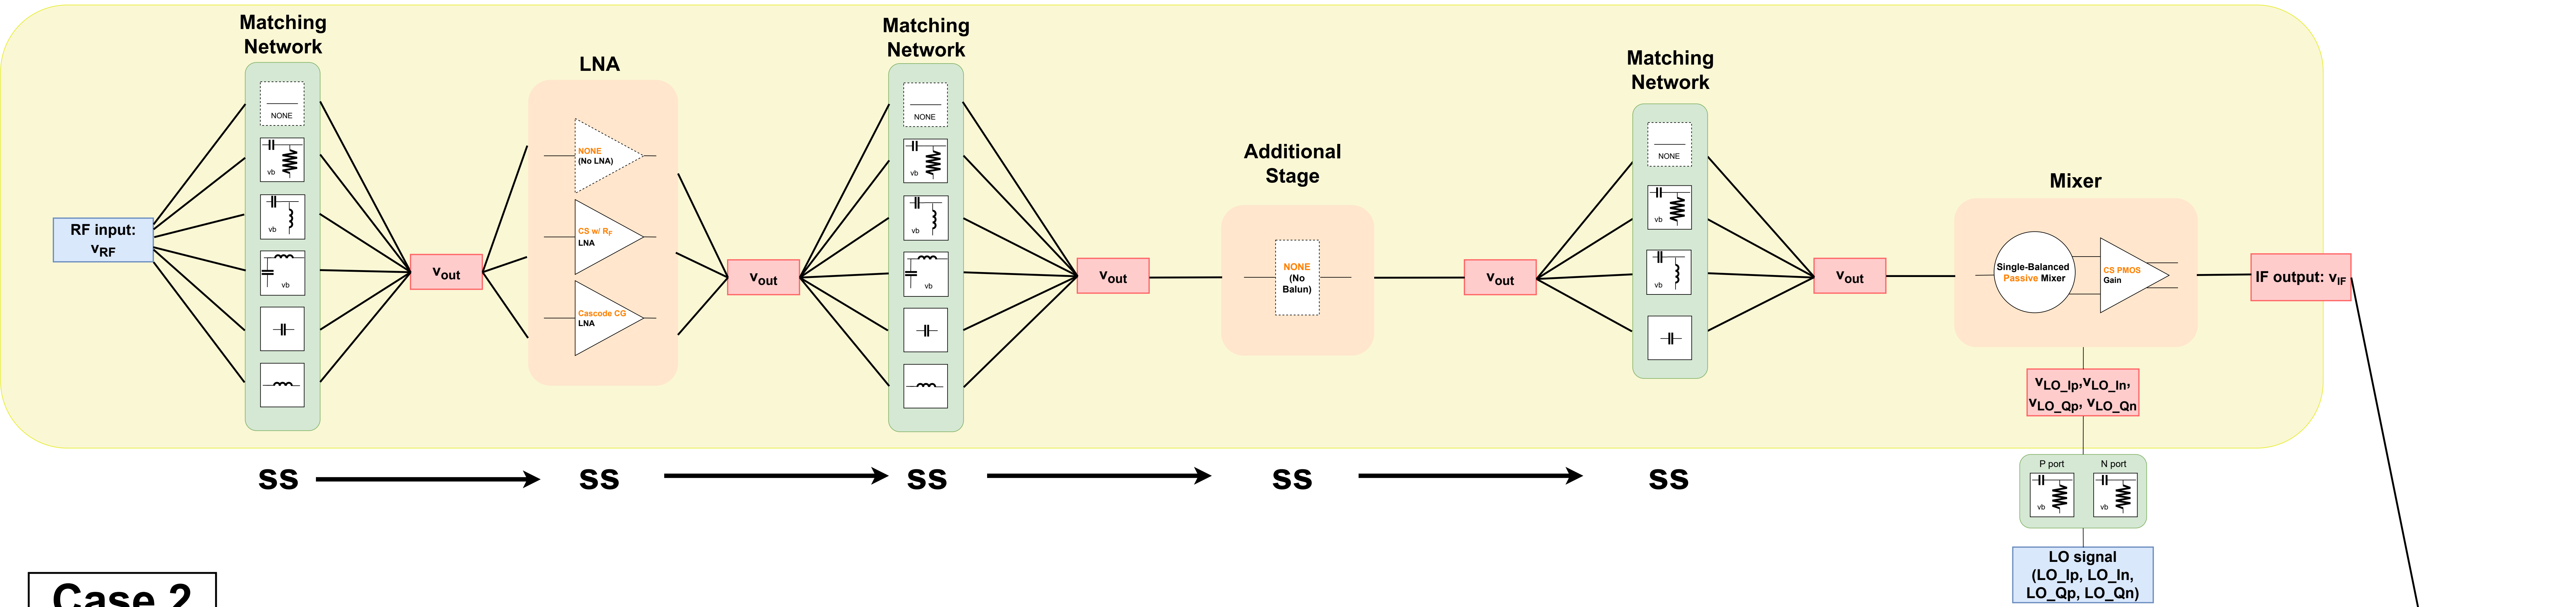 Matching
Network
NONE
vb
vb
vb
RF input:
vRF
vout
LNA
NONE
(No LNA)
CS w/ RF
LNA
Cascode CG
LNA
vout
Matching
Network
NONE
vb
vb
vb
vout
Additional
Stage
NONE
(No
Balun)
vout
Matching
Network
NONE
vb
vb
vout
Mixer
Single-Balanced
Passive Mixer
CS PMOS
Gain
IF output: vIF
vLO_Ip,vLO_In,
vLO_Qp, vLO_Qn
P port
N port
vb
vb
LO signal
(LO_Ip, LO_In,
LO_Qp, LO_Qn)
ss
ss
ss
ss
ss
Case 2